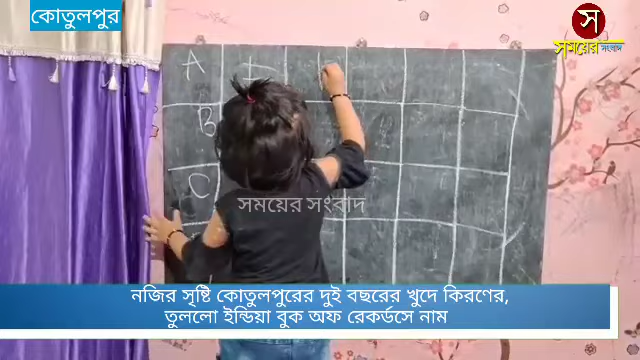 কোতুলপুর
স
সময়ের সংবাদ
A
B
C
সময়ের সংবাদ
নজির সৃষ্টি কোতুলপুরের দুই বছরের খুদে কিরণের,
তুললো ইন্ডিয়া বুক অফ রেকর্ডসে নাম